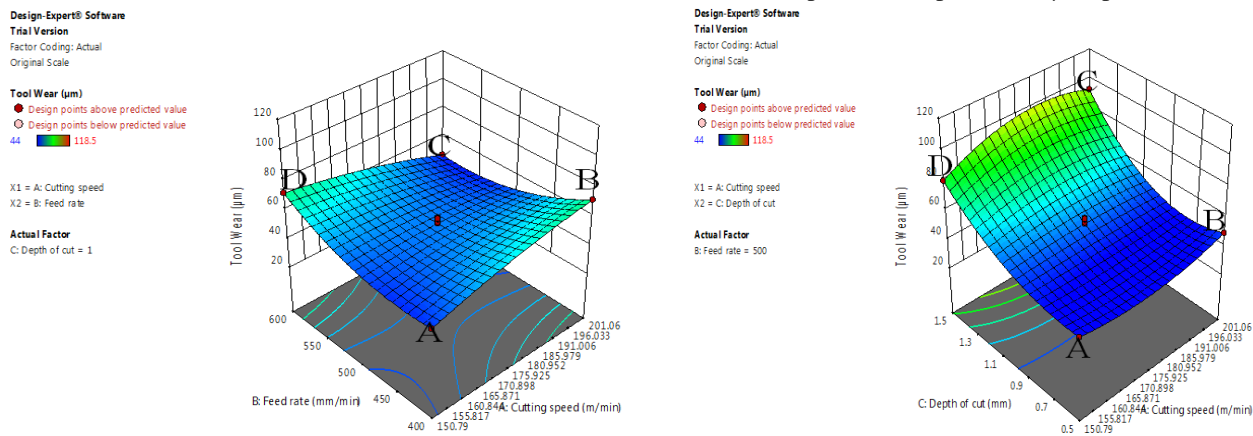 Design-Expert® Software
Trial Version
Factor Coding: Actual
Original Scale
Tool Wear (µm)
Design points above predicted value
Design points below predicted value
44 118.5
X1 = A: Cutting speed
X2 = B: Feed rate
Actual Factor
C: Depth of cut = 1
120
100
80
60
40
20
Tool Wear (µm)
D
C
B
A
600
550
500
450
400
B: Feed rate (mm/min)
201.06
196.033
191.006
185.979
180.952
175.925
170.898
165.871
160.844
155.817
150.79
A: Cutting speed (m/min)
Design-Expert® Software
Trial Version
Factor Coding: Actual
Original Scale
Tool Wear (µm)
Design points above predicted value
Design points below predicted value
44 118.5
X1 = A: Cutting speed
X2 = C: Depth of cut
Actual Factor
B: Feed rate = 500
120
100
80
60
40
20
Tool Wear (µm)
C
D
B
A
1.5
1.3
1.1
0.9
0.7
0.5
C: Depth of cut (mm)
201.06
196.033
191.006
185.979
180.952
175.925
170.898
165.871
160.844
155.817
150.79
A: Cutting speed (m/min)